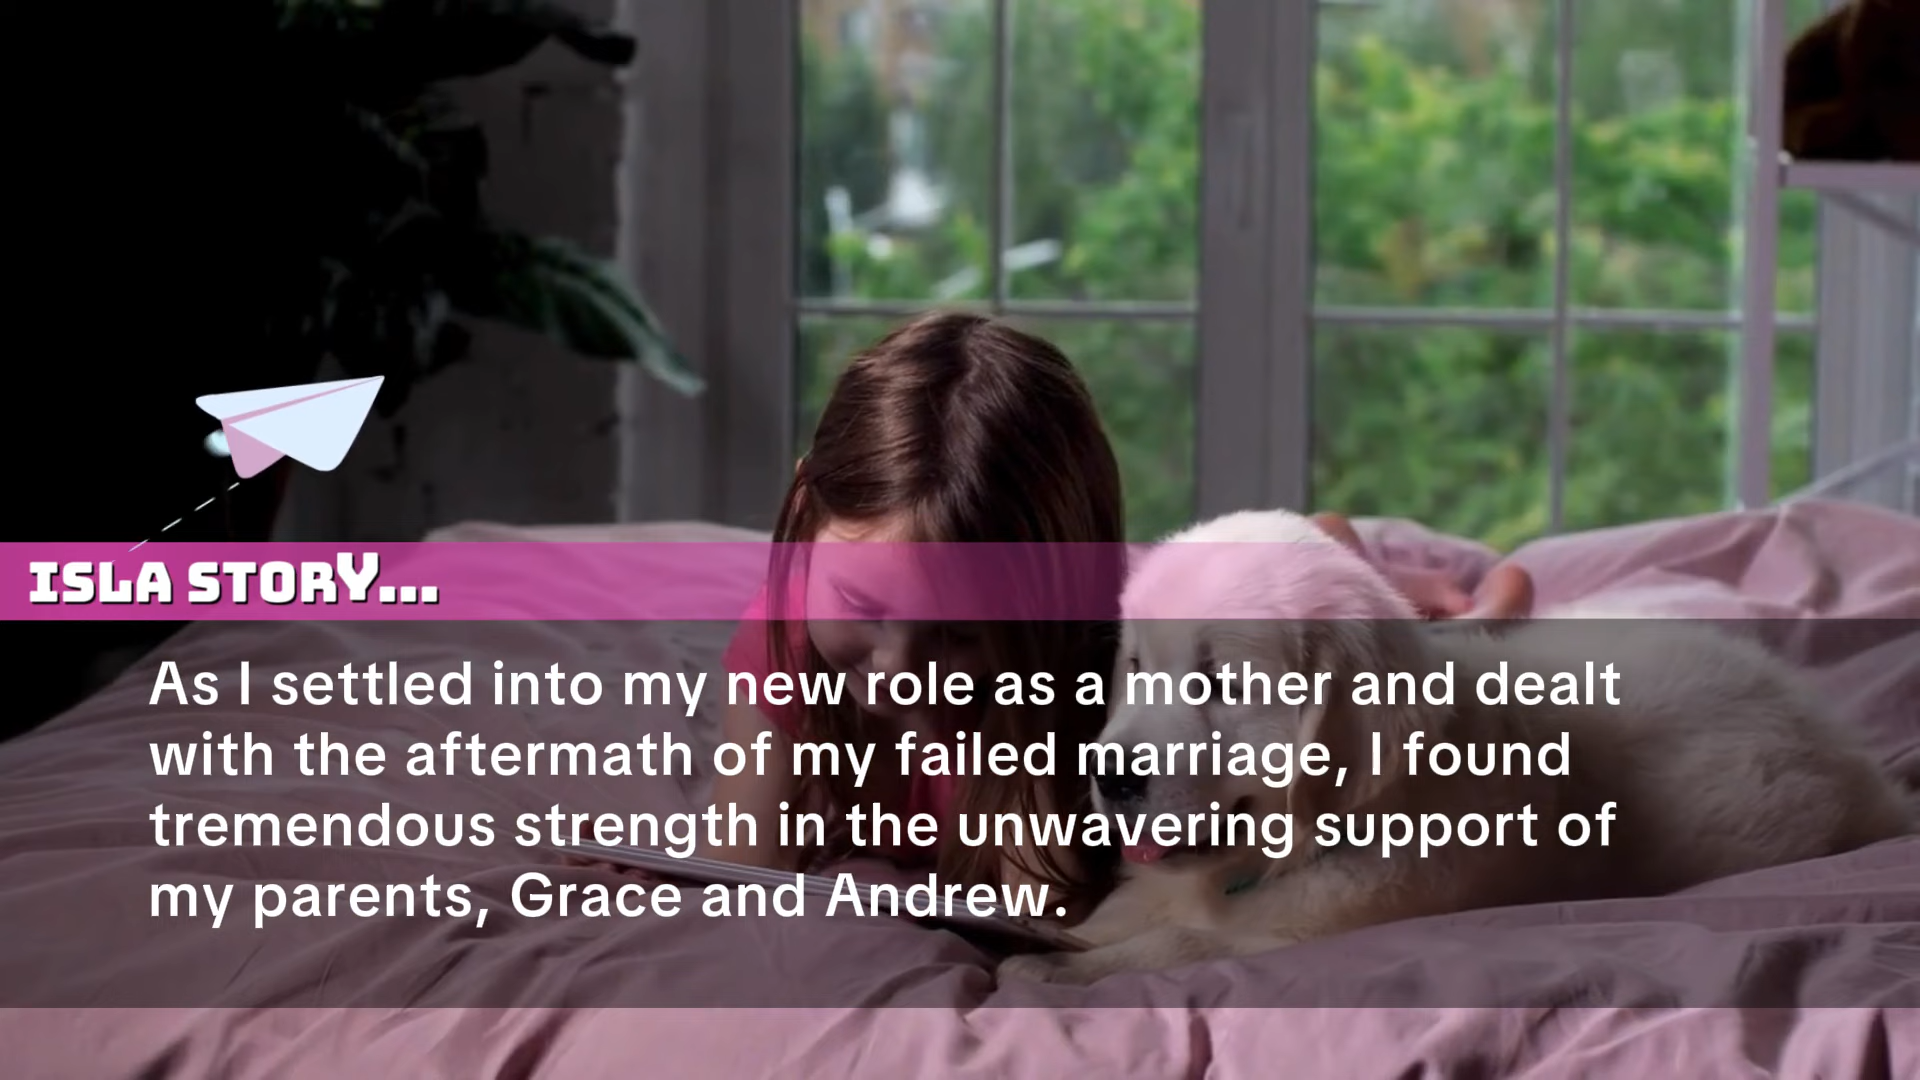 ISLA STORY...
As I settled into my new role as a mother and dealt
with the aftermath of my failed marriage, I found
tremendous strength in the unwavering support of
my parents, Grace and Andrew.